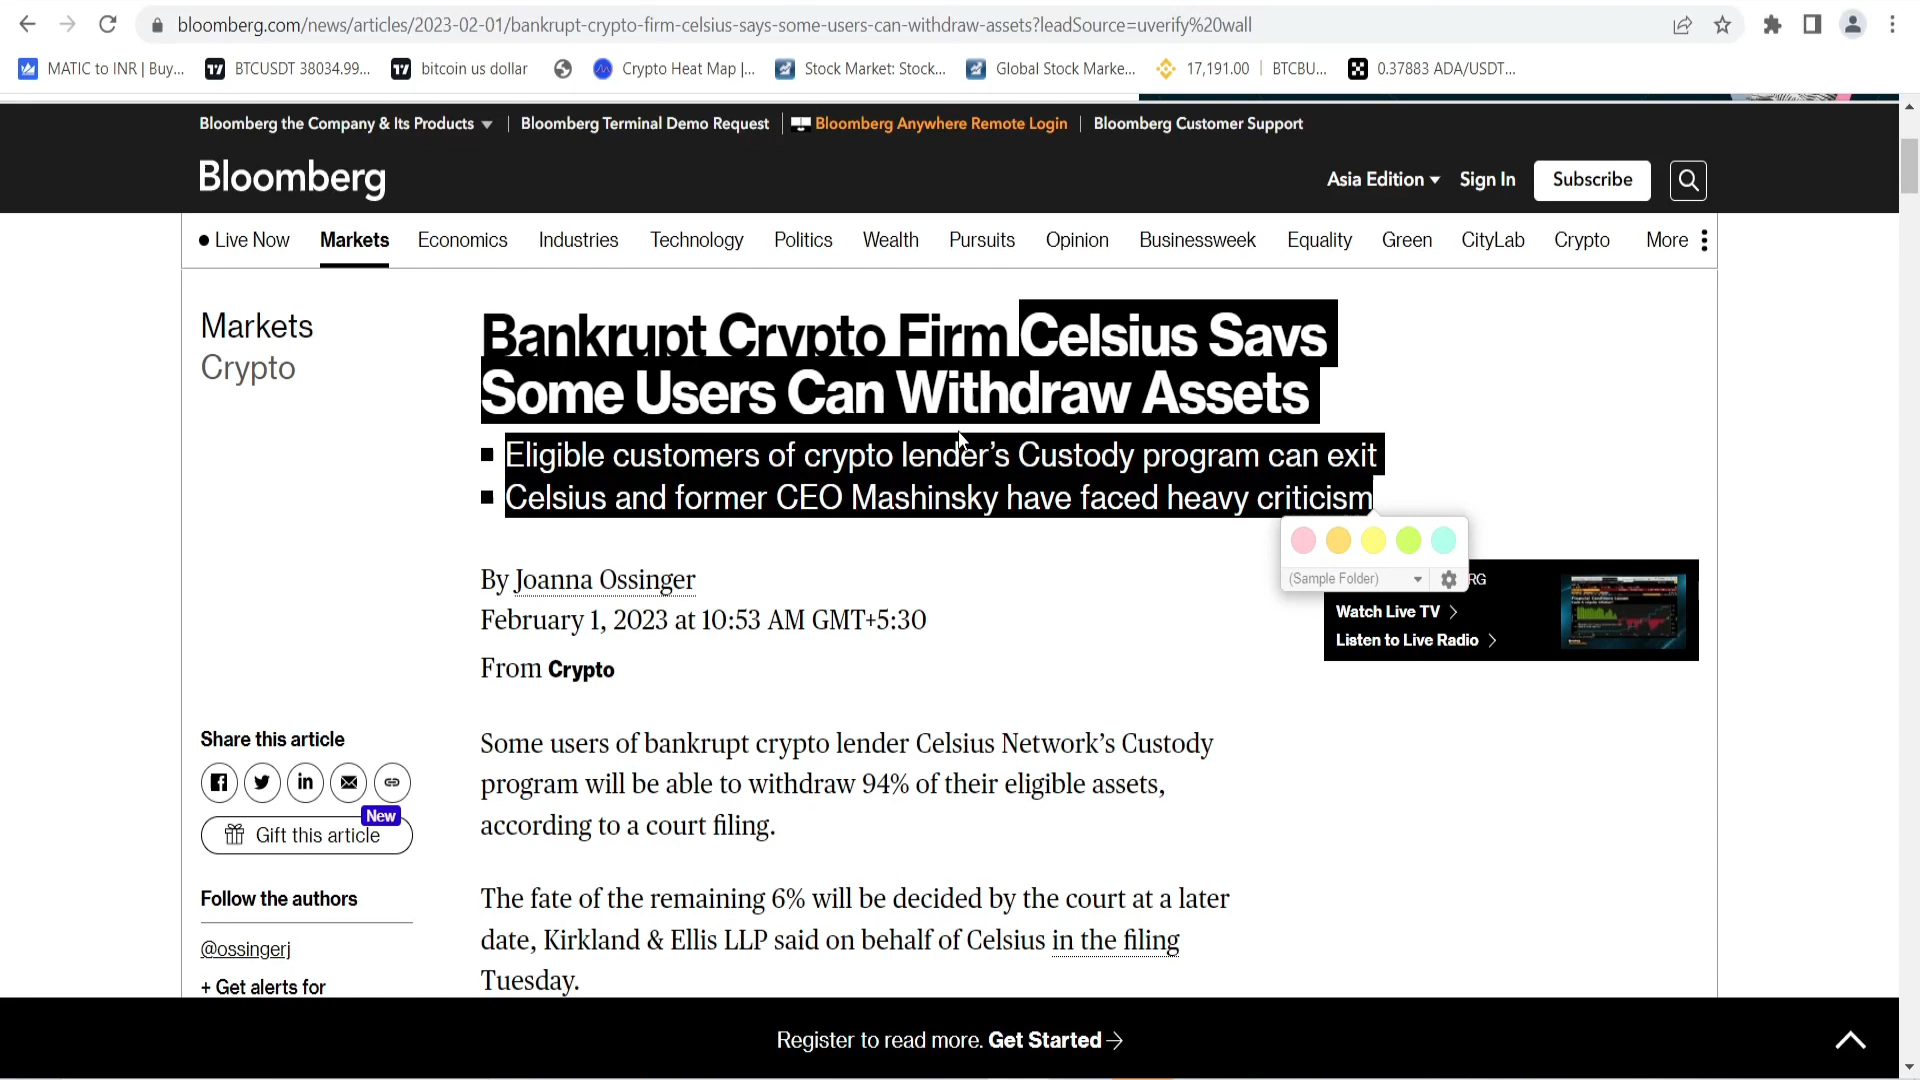 bloomberg.com/news/articles/2023-02-01/bankrupt-crypto-firm-celsius-says-some-users-can-withdraw-assets?leadSource=uverify%20wall
MATIC to INR | Buy...
BTCUSDT 38034.99...
bitcoin us dollar
Crypto Heat Map |...
Stock Market: Stock...
Global Stock Marke...
17,191.00 | BTCBU...
0.37883 ADA/USDT...
Bloomberg the Company & Its Products
Bloomberg Terminal Demo Request
Bloomberg Anywhere Remote Login
Bloomberg Customer Support
Bloomberg
Asia Edition
Sign In
Subscribe
Live Now
Markets
Economics
Industries
Technology
Politics
Wealth
Pursuits
Opinion
Businessweek
Equality
Green
CityLab
Crypto
More
Markets
Crypto
Bankrupt Crypto Firm Celsius Says
Some Users Can Withdraw Assets
Eligible customers of crypto lender’s Custody program can exit
Celsius and former CEO Mashinsky have faced heavy criticism
(Sample Folder)
RG
Watch Live TV
Listen to Live Radio
By Joanna Ossinger
February 1, 2023 at 10:53 AM GMT+5:30
From Crypto
Share this article
New
Gift this article
Follow the authors
@ossingerj
+ Get alerts for
Some users of bankrupt crypto lender Celsius Network’s Custody
program will be able to withdraw 94% of their eligible assets,
according to a court filing.
The fate of the remaining 6% will be decided by the court at a later
date, Kirkland & Ellis LLP said on behalf of Celsius in the filing
Tuesday.
Register to read more. Get Started